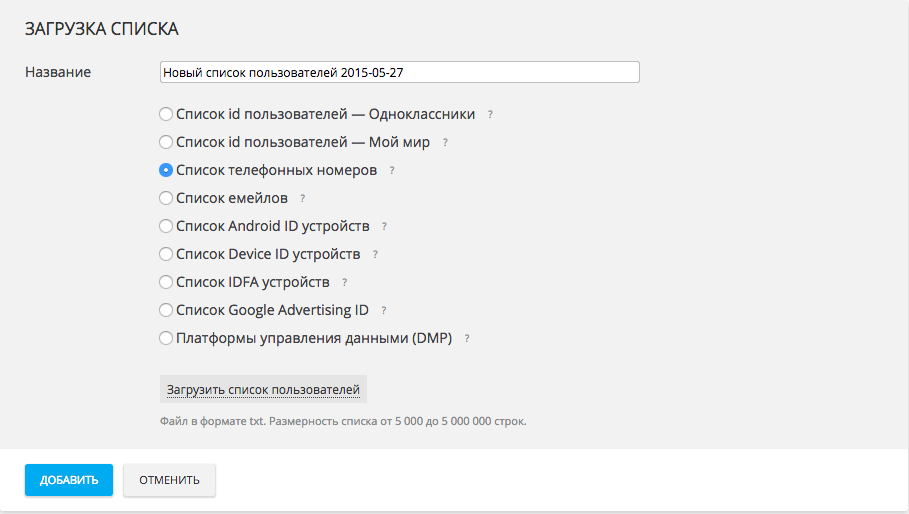 ЗАГРУЗКА СПИСКА
Название Новый список пользователей 2015-05-27
Список id пользователей — Одноклассники ?
Список id пользователей — Мой мир ?
Список телефонных номеров ?
Список емейлов ?
Список Android ID устройств ?
Список Device ID устройств ?
Список IDFA устройств ?
Список Google Advertising ID ?
Платформы управления данными (DMP) ?
Загрузить список пользователей
Файл в формате txt. Размерность списка от 5 000 до 5 000 000 строк.
ДОБАВИТЬ ОТМЕНИТЬ